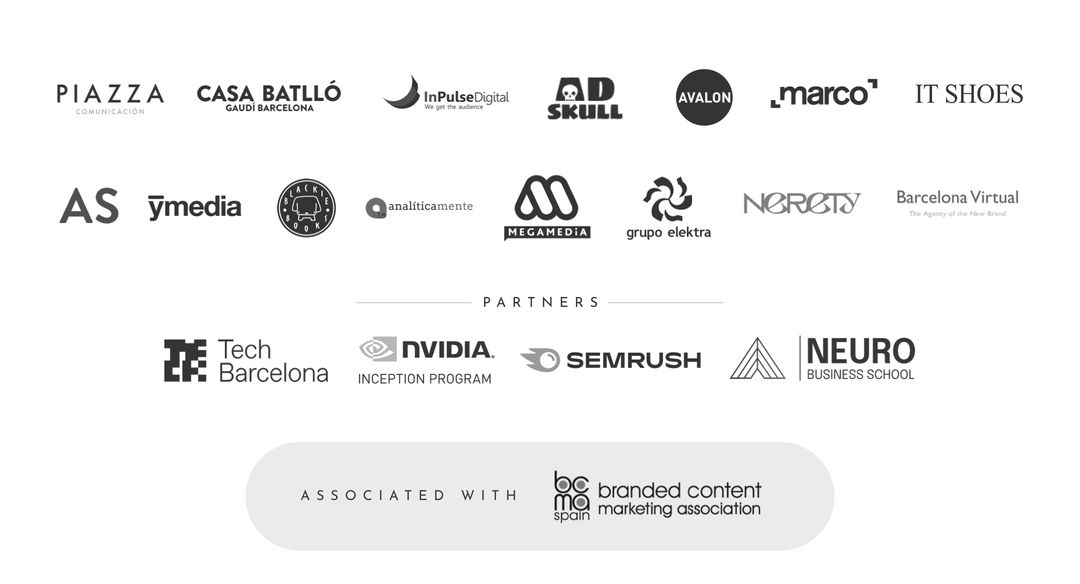 PIAZZA
COMUNICACIÓN
CASA BATLLÓ
GAUDÍ BARCELONA
InPulseDigital
We get the audience
AD
SKULL
AVALON
marco
IT SHOES
AS
ymedia
BLACKIE
BOOKS
analíticamente
MEGAMEDiA
grupo elektra
NERETY
Barcelona Virtual
The Agency of the New Brand
PARTNERS
Tech
Barcelona
NVIDIA.
INCEPTION PROGRAM
SEMRUSH
NEURO
BUSINESS SCHOOL
ASSOCIATED WITH
bc
ma
spain
branded content
marketing association